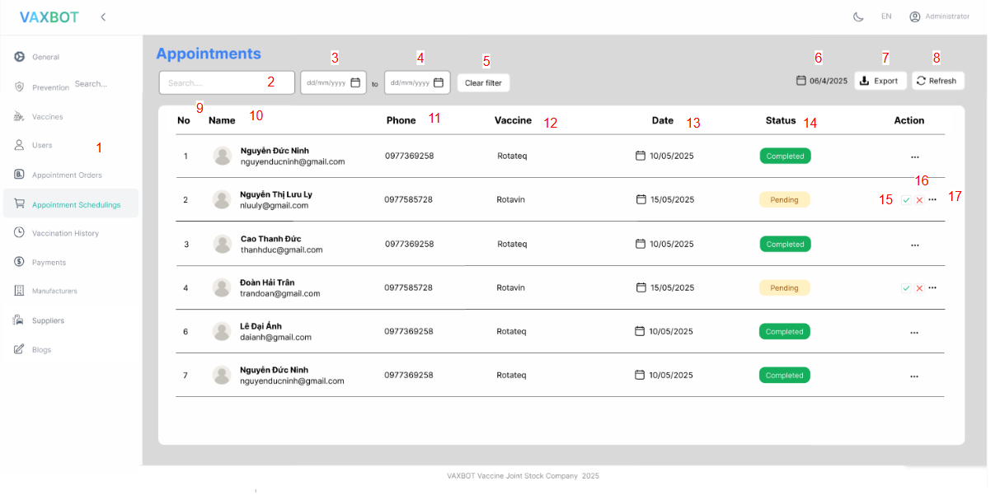 VAXBOT
EN Administrator
General
Prevention Search...
Vaccines
Users 1
Appointment Orders
Appointment Schedulings
Vaccination History
Payments
Manufacturers
Suppliers
Blogs
Appointments 3 4 5 6 7 8
Search.... 2 dd/mm/yyyy to dd/mm/yyyy Clear filter 06/4/2025 Export Refresh
9 10 11 12 13 14
No Name Phone Vaccine Date Status Action
1 Nguyễn Đức Ninh 0977369258 Rotateq 10/05/2025 Completed ...
nguyenducninh@gmail.com
16
2 Nguyễn Thị Lưu Ly 0977585728 Rotavin 15/05/2025 Pending 15 ... 17
nluuly@gmail.com
3 Cao Thanh Đức 0977369258 Rotateq 10/05/2025 Completed ...
thanhduc@gmail.com
4 Đoàn Hải Trân 0977585728 Rotavin 15/05/2025 Pending ...
trandoan@gmail.com
6 Lê Đại Ánh 0977369258 Rotateq 10/05/2025 Completed ...
daianh@gmail.com
7 Nguyễn Đức Ninh 0977369258 Rotateq 10/05/2025 Completed ...
nguyenducninh@gmail.com
VAXBOT Vaccine Joint Stock Company 2025